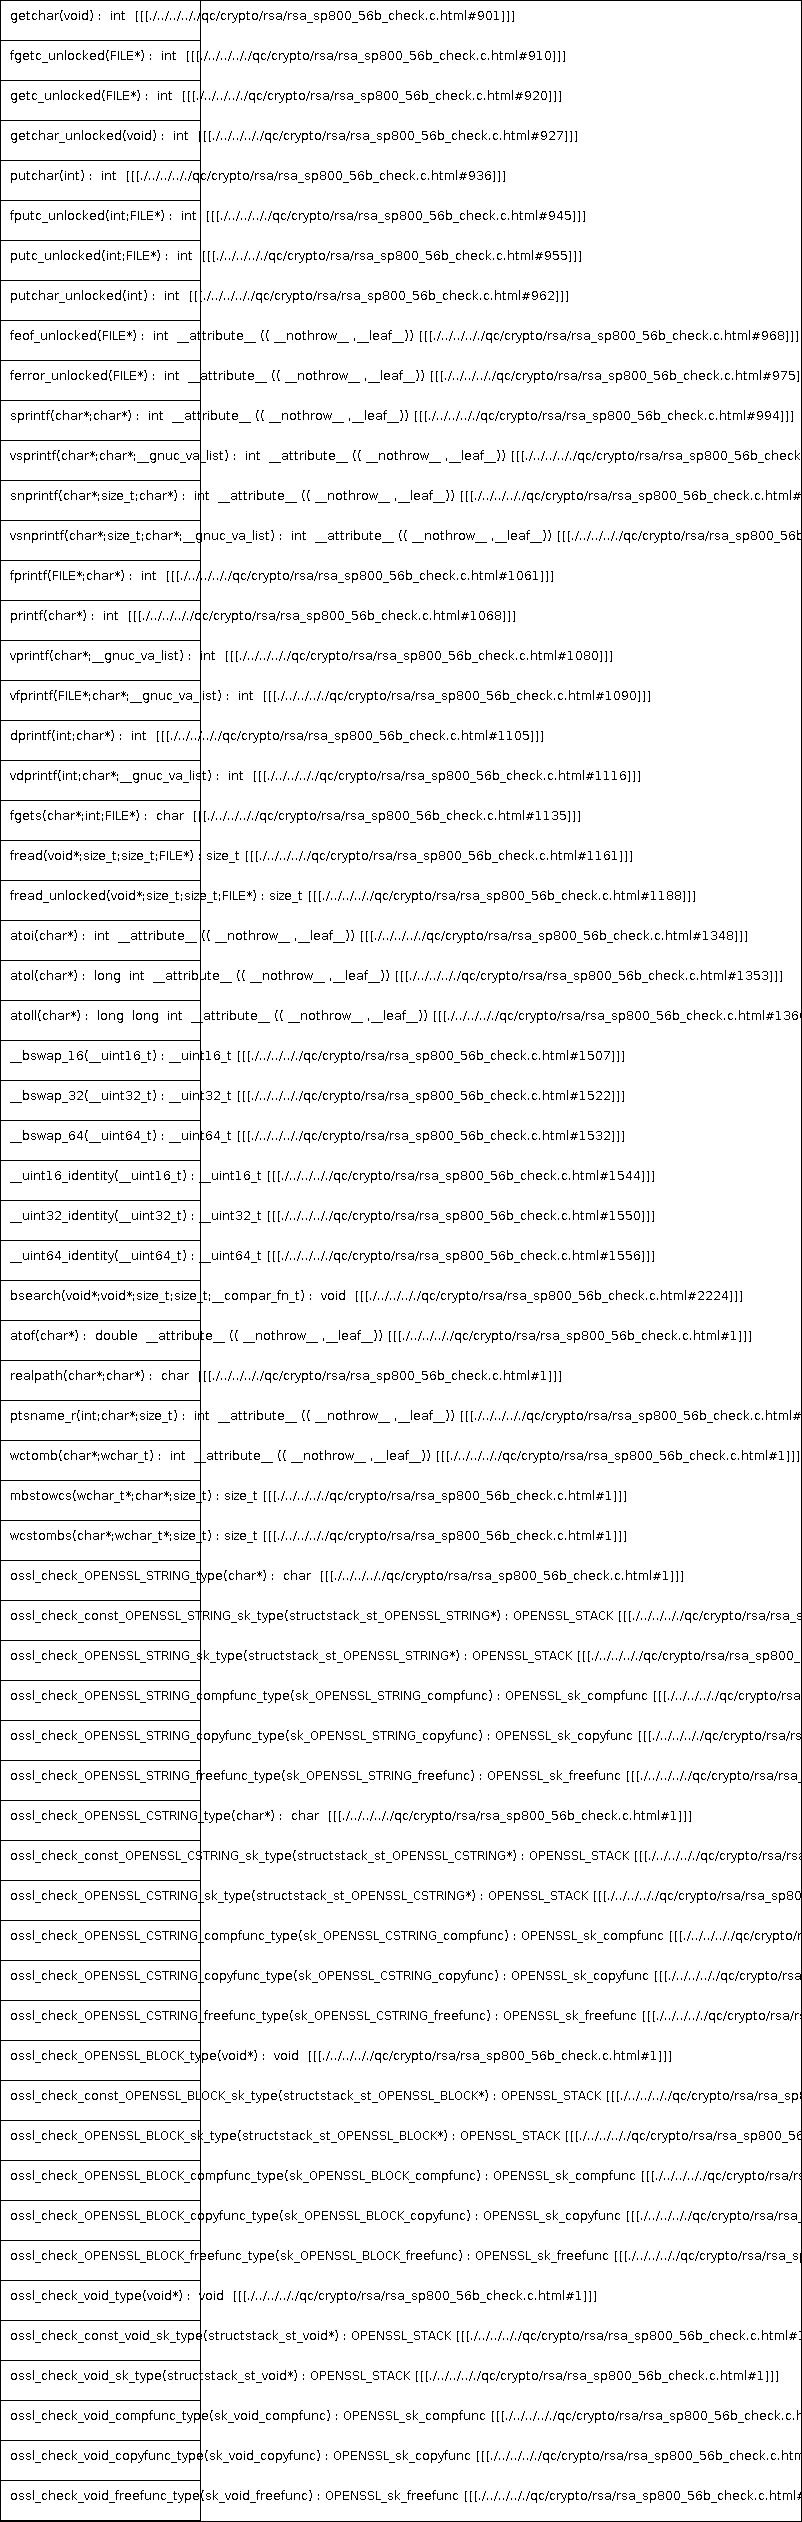 getchar(void) : int [[[./../../../../qc/crypto/rsa/rsa_sp800_56b_check.c.html#901]]]
fgetc_unlocked(FILE*) : int [[[./../../../../qc/crypto/rsa/rsa_sp800_56b_check.c.html#910]]]
getc_unlocked(FILE*) : int [[[./../../../../qc/crypto/rsa/rsa_sp800_56b_check.c.html#920]]]
getchar_unlocked(void) : int [[[./../../../../qc/crypto/rsa/rsa_sp800_56b_check.c.html#927]]]
putchar(int) : int [[[./../../../../qc/crypto/rsa/rsa_sp800_56b_check.c.html#936]]]
fputc_unlocked(int;FILE*) : int [[[./../../../../qc/crypto/rsa/rsa_sp800_56b_check.c.html#945]]]
putc_unlocked(int;FILE*) : int [[[./../../../../qc/crypto/rsa/rsa_sp800_56b_check.c.html#955]]]
putchar_unlocked(int) : int [[[./../../../../qc/crypto/rsa/rsa_sp800_56b_check.c.html#962]]]
feof_unlocked(FILE*) : int __attribute__ (( __nothrow__ ,__leaf__)) [[[./../../../../qc/crypto/rsa/rsa_sp800_56b_check.c.html#968]]]
ferror_unlocked(FILE*) : int __attribute__ (( __nothrow__ ,__leaf__)) [[[./../../../../qc/crypto/rsa/rsa_sp800_56b_check.c.html#975]
sprintf(char*;char*) : int __attribute__ (( __nothrow__ ,__leaf__)) [[[./../../../../qc/crypto/rsa/rsa_sp800_56b_check.c.html#994]]]
vsprintf(char*;char*;__gnuc_va_list) : int __attribute__ (( __nothrow__ ,__leaf__)) [[[./../../../../qc/crypto/rsa/rsa_sp800_56b_check
snprintf(char*;size_t;char*) : int __attribute__ (( __nothrow__ ,__leaf__)) [[[./../../../../qc/crypto/rsa/rsa_sp800_56b_check.c.html#
vsnprintf(char*;size_t;char*;__gnuc_va_list) : int __attribute__ (( __nothrow__ ,__leaf__)) [[[./../../../../qc/crypto/rsa/rsa_sp800_56b
fprintf(FILE*;char*) : int [[[./../../../../qc/crypto/rsa/rsa_sp800_56b_check.c.html#1061]]]
printf(char*) : int [[[./../../../../qc/crypto/rsa/rsa_sp800_56b_check.c.html#1068]]]
vprintf(char*;__gnuc_va_list) : int [[[./../../../../qc/crypto/rsa/rsa_sp800_56b_check.c.html#1080]]]
vfprintf(FILE*;char*;__gnuc_va_list) : int [[[./../../../../qc/crypto/rsa/rsa_sp800_56b_check.c.html#1090]]]
dprintf(int;char*) : int [[[./../../../../qc/crypto/rsa/rsa_sp800_56b_check.c.html#1105]]]
vdprintf(int;char*;__gnuc_va_list) : int [[[./../../../../qc/crypto/rsa/rsa_sp800_56b_check.c.html#1116]]]
fgets(char*;int;FILE*) : char [[[./../../../../qc/crypto/rsa/rsa_sp800_56b_check.c.html#1135]]]
fread(void*;size_t;size_t;FILE*) : size_t [[[./../../../../qc/crypto/rsa/rsa_sp800_56b_check.c.html#1161]]]
fread_unlocked(void*;size_t;size_t;FILE*) : size_t [[[./../../../../qc/crypto/rsa/rsa_sp800_56b_check.c.html#1188]]]
atoi(char*) : int __attribute__ (( __nothrow__ ,__leaf__)) [[[./../../../../qc/crypto/rsa/rsa_sp800_56b_check.c.html#1348]]]
atol(char*) : long int __attribute__ (( __nothrow__ ,__leaf__)) [[[./../../../../qc/crypto/rsa/rsa_sp800_56b_check.c.html#1353]]]
atoll(char*) : long long int __attribute__ (( __nothrow__ ,__leaf__)) [[[./../../../../qc/crypto/rsa/rsa_sp800_56b_check.c.html#136
__bswap_16(__uint16_t) : __uint16_t [[[./../../../../qc/crypto/rsa/rsa_sp800_56b_check.c.html#1507]]]
__bswap_32(__uint32_t) : __uint32_t [[[./../../../../qc/crypto/rsa/rsa_sp800_56b_check.c.html#1522]]]
__bswap_64(__uint64_t) : __uint64_t [[[./../../../../qc/crypto/rsa/rsa_sp800_56b_check.c.html#1532]]]
__uint16_identity(__uint16_t) : __uint16_t [[[./../../../../qc/crypto/rsa/rsa_sp800_56b_check.c.html#1544]]]
__uint32_identity(__uint32_t) : __uint32_t [[[./../../../../qc/crypto/rsa/rsa_sp800_56b_check.c.html#1550]]]
__uint64_identity(__uint64_t) : __uint64_t [[[./../../../../qc/crypto/rsa/rsa_sp800_56b_check.c.html#1556]]]
bsearch(void*;void*;size_t;size_t;__compar_fn_t) : void [[[./../../../../qc/crypto/rsa/rsa_sp800_56b_check.c.html#2224]]]
atof(char*) : double __attribute__ (( __nothrow__ ,__leaf__)) [[[./../../../../qc/crypto/rsa/rsa_sp800_56b_check.c.html#1]]]
realpath(char*;char*) : char [[[./../../../../qc/crypto/rsa/rsa_sp800_56b_check.c.html#1]]]
ptsname_r(int;char*;size_t) : int __attribute__ (( __nothrow__ ,__leaf__)) [[[./../../../../qc/crypto/rsa/rsa_sp800_56b_check.c.html#
wctomb(char*;wchar_t) : int __attribute__ (( __nothrow__ ,__leaf__)) [[[./../../../../qc/crypto/rsa/rsa_sp800_56b_check.c.html#1]]]
mbstowcs(wchar_t*;char*;size_t) : size_t [[[./../../../../qc/crypto/rsa/rsa_sp800_56b_check.c.html#1]]]
wcstombs(char*;wchar_t*;size_t) : size_t [[[./../../../../qc/crypto/rsa/rsa_sp800_56b_check.c.html#1]]]
ossl_check_OPENSSL_STRING_type(char*) : char [[[./../../../../qc/crypto/rsa/rsa_sp800_56b_check.c.html#1]]]
ossl_check_const_OPENSSL_STRING_sk_type(structstack_st_OPENSSL_STRING*) : OPENSSL_STACK [[[./../../../../qc/crypto/rsa/rsa_s
ossl_check_OPENSSL_STRING_sk_type(structstack_st_OPENSSL_STRING*) : OPENSSL_STACK [[[./../../../../qc/crypto/rsa/rsa_sp800_
ossl_check_OPENSSL_STRING_compfunc_type(sk_OPENSSL_STRING_compfunc) : OPENSSL_sk_compfunc [[[./../../../../qc/crypto/rsa
ossl_check_OPENSSL_STRING_copyfunc_type(sk_OPENSSL_STRING_copyfunc) : OPENSSL_sk_copyfunc [[[./../../../../qc/crypto/rsa/rs
ossl_check_OPENSSL_STRING_freefunc_type(sk_OPENSSL_STRING_freefunc) : OPENSSL_sk_freefunc [[[./../../../../qc/crypto/rsa/rsa_
ossl_check_OPENSSL_CSTRING_type(char*) : char [[[./../../../../qc/crypto/rsa/rsa_sp800_56b_check.c.html#1]]]
ossl_check_const_OPENSSL_CSTRING_sk_type(structstack_st_OPENSSL_CSTRING*) : OPENSSL_STACK [[[./../../../../qc/crypto/rsa/rsa
ossl_check_OPENSSL_CSTRING_sk_type(structstack_st_OPENSSL_CSTRING*) : OPENSSL_STACK [[[./../../../../qc/crypto/rsa/rsa_sp80
ossl_check_OPENSSL_CSTRING_compfunc_type(sk_OPENSSL_CSTRING_compfunc) : OPENSSL_sk_compfunc [[[./../../../../qc/crypto/r
ossl_check_OPENSSL_CSTRING_copyfunc_type(sk_OPENSSL_CSTRING_copyfunc) : OPENSSL_sk_copyfunc [[[./../../../../qc/crypto/rsa
ossl_check_OPENSSL_CSTRING_freefunc_type(sk_OPENSSL_CSTRING_freefunc) : OPENSSL_sk_freefunc [[[./../../../../qc/crypto/rsa/r
ossl_check_OPENSSL_BLOCK_type(void*) : void [[[./../../../../qc/crypto/rsa/rsa_sp800_56b_check.c.html#1]]]
ossl_check_const_OPENSSL_BLOCK_sk_type(structstack_st_OPENSSL_BLOCK*) : OPENSSL_STACK [[[./../../../../qc/crypto/rsa/rsa_sp8
ossl_check_OPENSSL_BLOCK_sk_type(structstack_st_OPENSSL_BLOCK*) : OPENSSL_STACK [[[./../../../../qc/crypto/rsa/rsa_sp800_56
ossl_check_OPENSSL_BLOCK_compfunc_type(sk_OPENSSL_BLOCK_compfunc) : OPENSSL_sk_compfunc [[[./../../../../qc/crypto/rsa/rs
ossl_check_OPENSSL_BLOCK_copyfunc_type(sk_OPENSSL_BLOCK_copyfunc) : OPENSSL_sk_copyfunc [[[./../../../../qc/crypto/rsa/rsa_
ossl_check_OPENSSL_BLOCK_freefunc_type(sk_OPENSSL_BLOCK_freefunc) : OPENSSL_sk_freefunc [[[./../../../../qc/crypto/rsa/rsa_sp
ossl_check_void_type(void*) : void [[[./../../../../qc/crypto/rsa/rsa_sp800_56b_check.c.html#1]]]
ossl_check_const_void_sk_type(structstack_st_void*) : OPENSSL_STACK [[[./../../../../qc/crypto/rsa/rsa_sp800_56b_check.c.html#1
ossl_check_void_sk_type(structstack_st_void*) : OPENSSL_STACK [[[./../../../../qc/crypto/rsa/rsa_sp800_56b_check.c.html#1]]]
ossl_check_void_compfunc_type(sk_void_compfunc) : OPENSSL_sk_compfunc [[[./../../../../qc/crypto/rsa/rsa_sp800_56b_check.c.h
ossl_check_void_copyfunc_type(sk_void_copyfunc) : OPENSSL_sk_copyfunc [[[./../../../../qc/crypto/rsa/rsa_sp800_56b_check.c.htm
ossl_check_void_freefunc_type(sk_void_freefunc) : OPENSSL_sk_freefunc [[[./../../../../qc/crypto/rsa/rsa_sp800_56b_check.c.html#